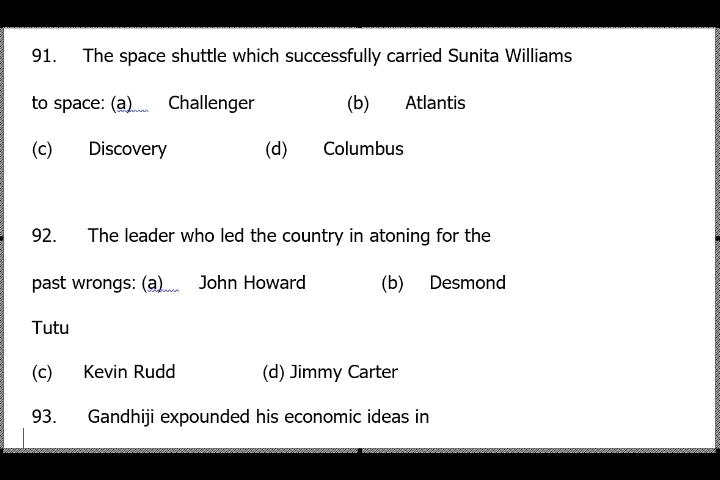 91. The space shuttle which successfully carried Sunita Williams
to space: (a) Challenger (b) Atlantis
(c) Discovery (d) Columbus
92. The leader who led the country in atoning for the
past wrongs: (a) John Howard (b) Desmond
Tutu
(c) Kevin Rudd (d) Jimmy Carter
93. Gandhiji expounded his economic ideas in